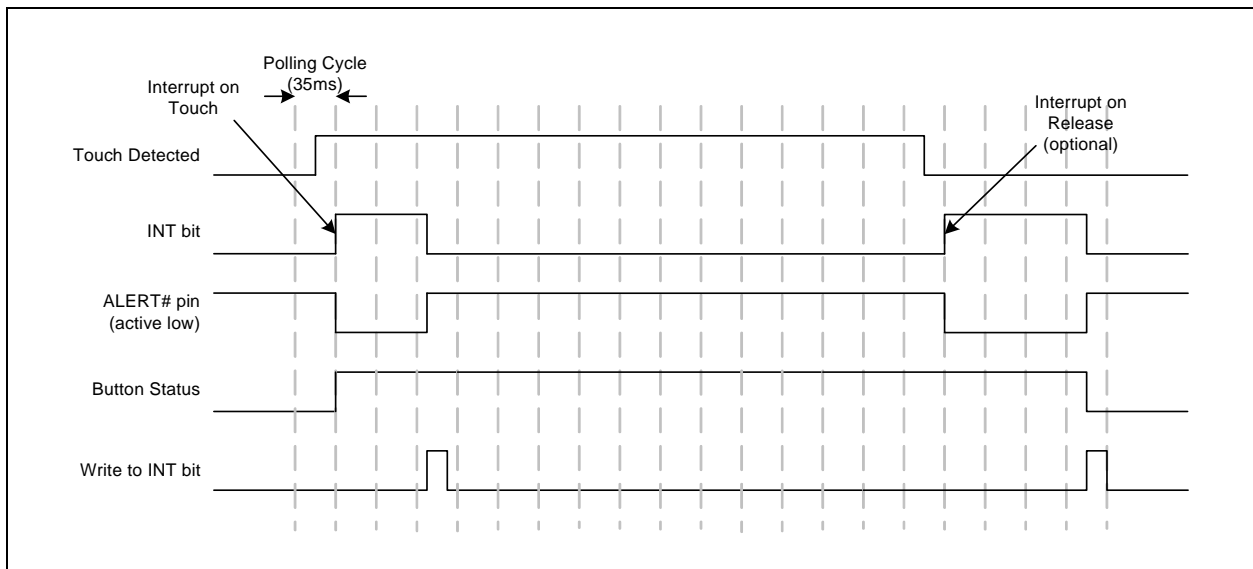 Polling Cycle
(35ms)
Interrupt on
Touch
Interrupt on
Release
(optional)
Touch Detected
INT bit
ALERT# pin
(active low)
Button Status
Write to INT bit